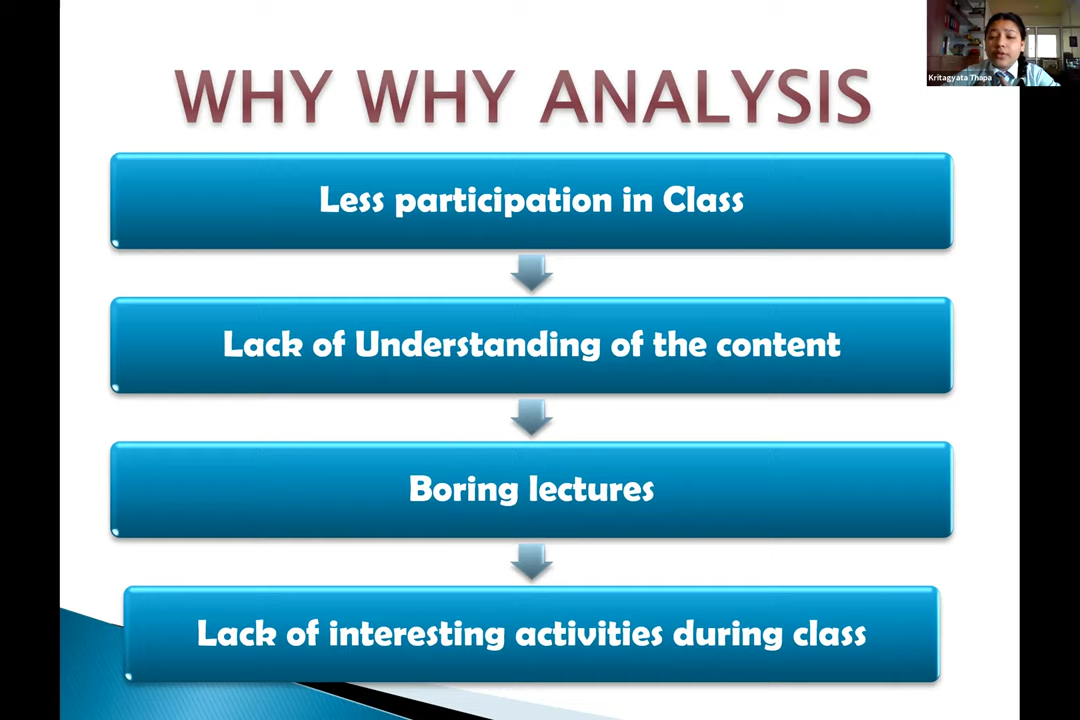 Kritagyata Thapa
WHY WHY ANALYSIS
Less participation in Class
Lack of Understanding of the content
Boring lectures
Lack of interesting activities during class